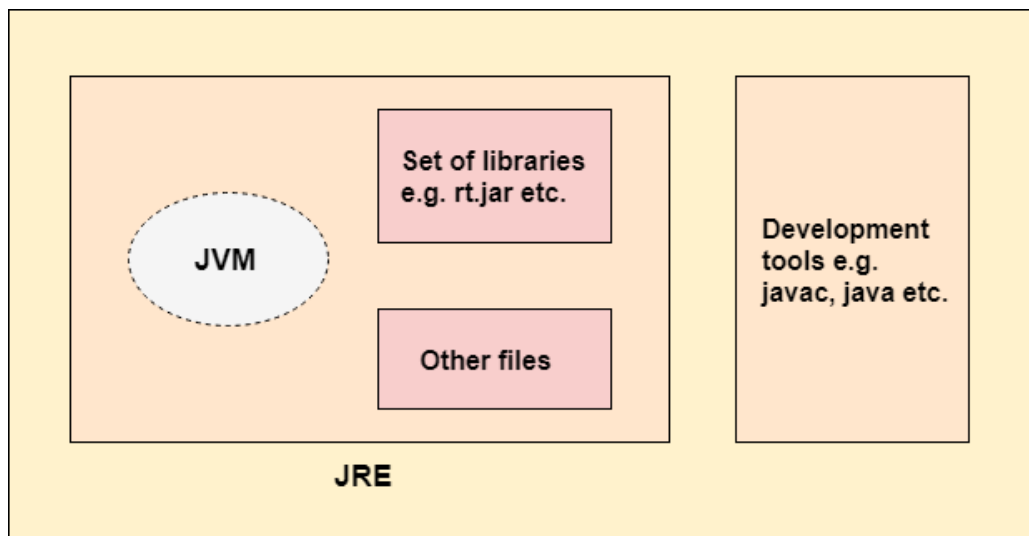 Set of libraries
e.g. rt.jar etc.
JVM
Other files
Development
tools e.g.
javac, java etc.
JRE